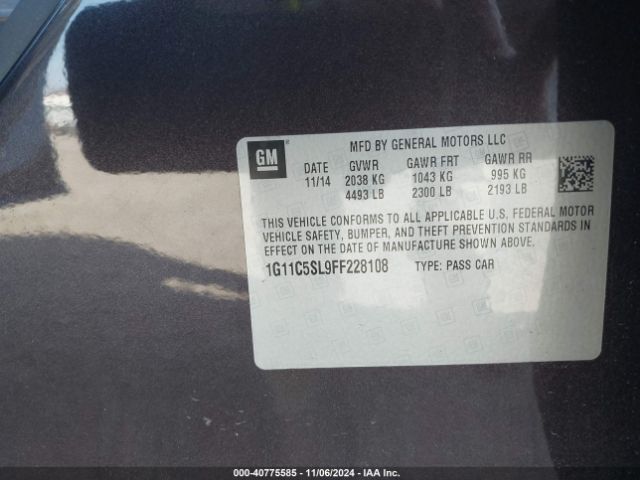 GM
MFD BY GENERAL MOTORS LLC
DATE GVWR GAWR FRT GAWR RR
11/14 2038 KG 1043 KG 995 KG
4493 LB 2300 LB 2193 LB
THIS VEHICLE CONFORMS TO ALL APPLICABLE U.S. FEDERAL MOTOR
VEHICLE SAFETY, BUMPER, AND THEFT PREVENTION STANDARDS IN
EFFECT ON THE DATE OF MANUFACTURE SHOWN ABOVE.
1G11C5SL9FF228108 TYPE: PASS CAR
000-40775585 - 11/06/2024 - IAA Inc.